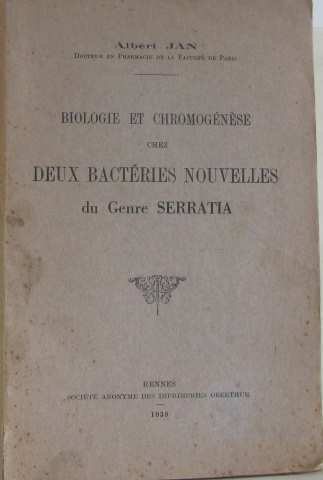 Albert JAN
DOCTEUR EN PHARMACIE DE LA FACULTÉ DE PARIS
BIOLOGIE ET CHROMOGÉNÈSE
CHEZ
DEUX BACTÉRIES NOUVELLES
du Genre SERRATIA
RENNES
SOCIÉTÉ ANONYME DES IMPRIMERIES OBERTHUR
1939